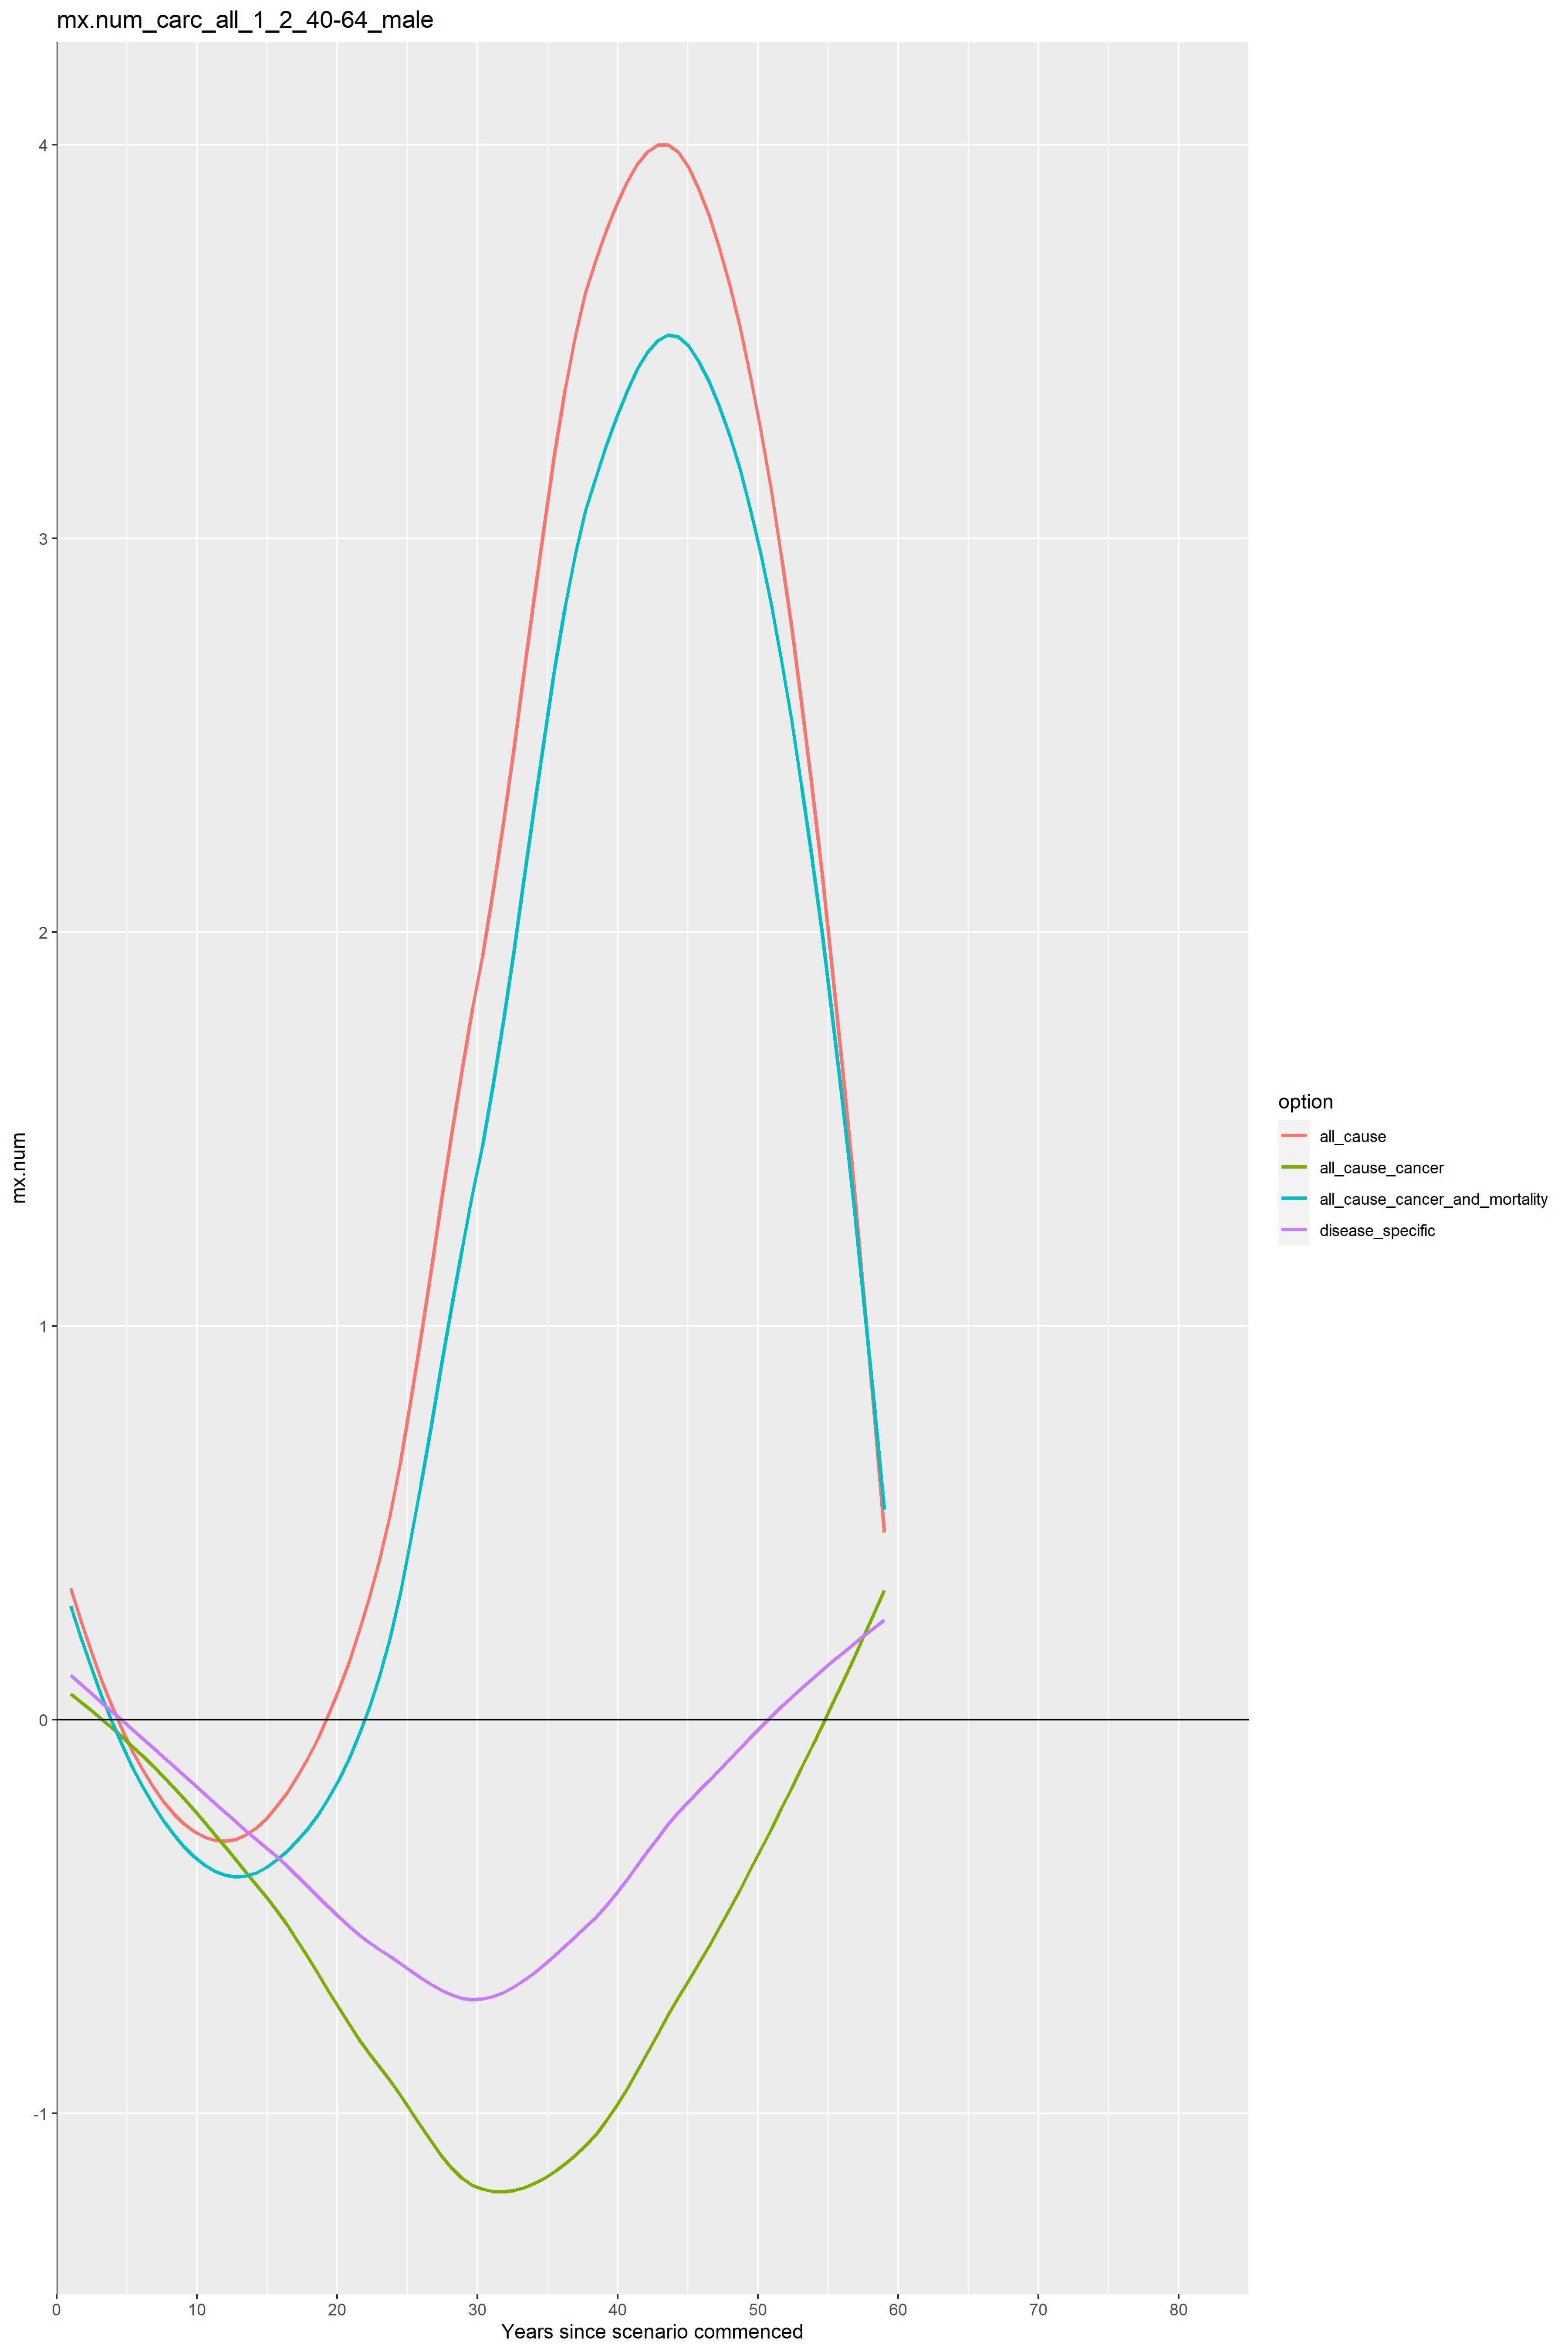 mx.num_carc_all_1_2_40-64_male
4
3
2
1
0
-1
mx.num
0 10 20 30 40 50 60 70 80
Years since scenario commenced
option
all_cause
all_cause_cancer
all_cause_cancer_and_mortality
disease_specific